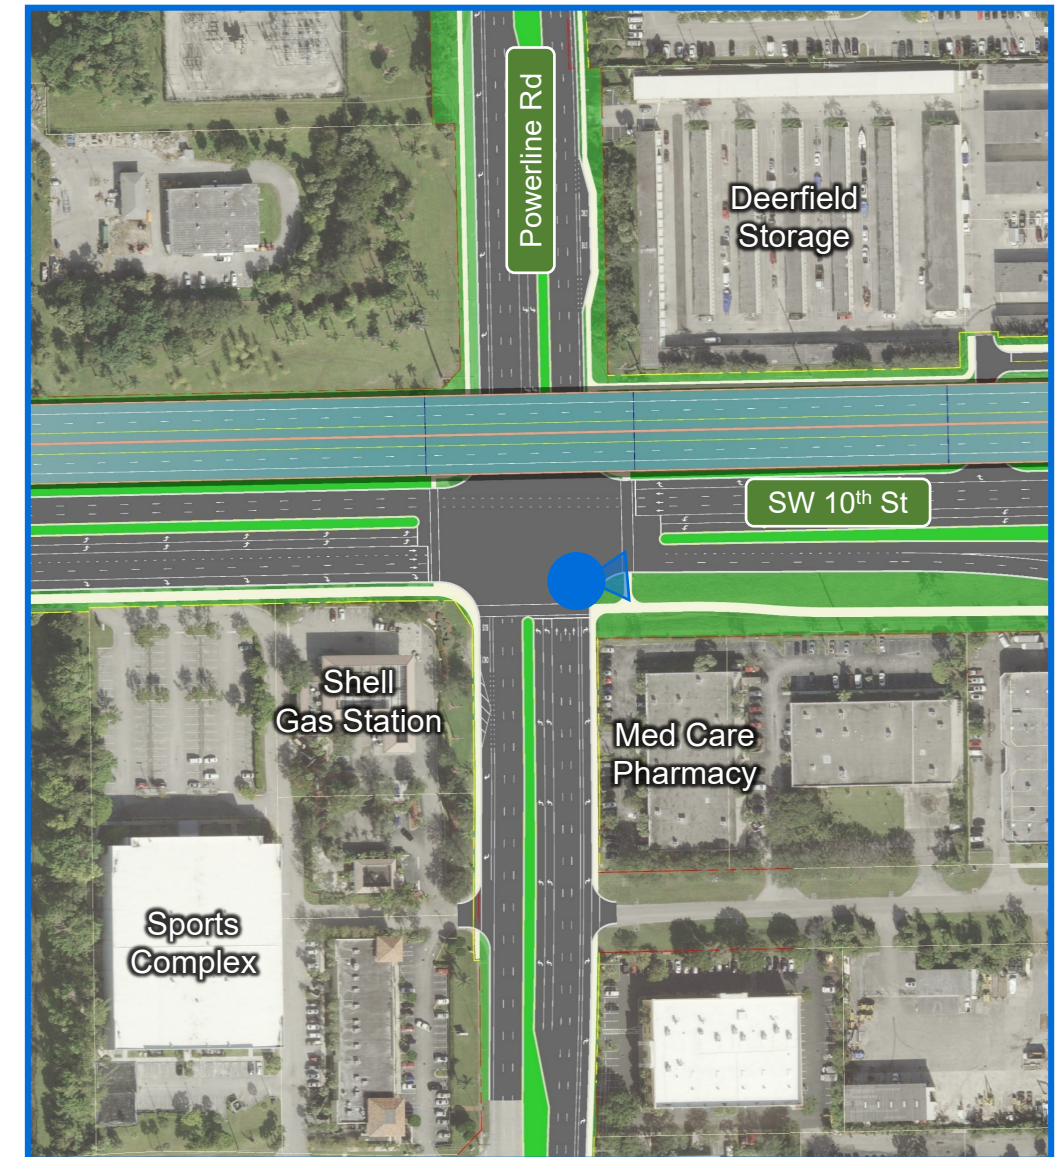 Powerline Rd
Deerfield
Storage
SW 10th St
Shell
Gas Station
Med Care
Pharmacy
Sports
Complex